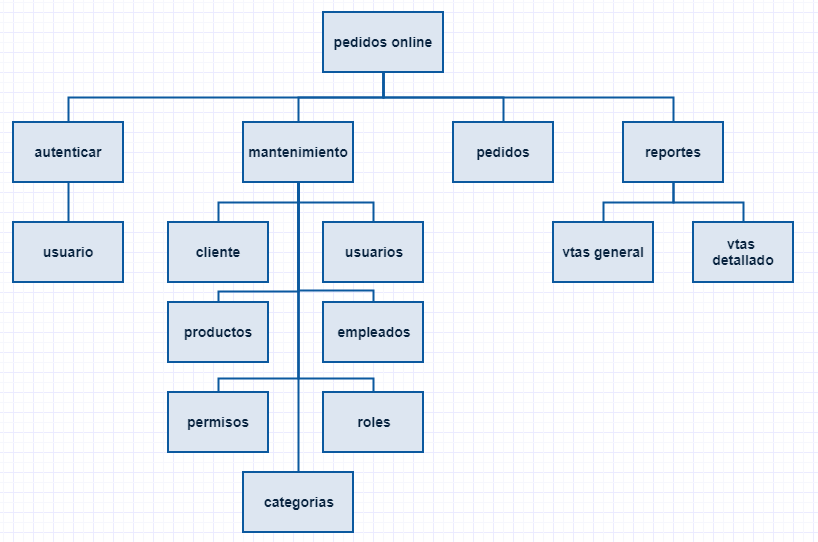 pedidos online
autenticar
mantenimiento
pedidos
reportes
usuario
cliente
usuarios
vtas general
vtas
detallado
productos
empleados
permisos
roles
categorias